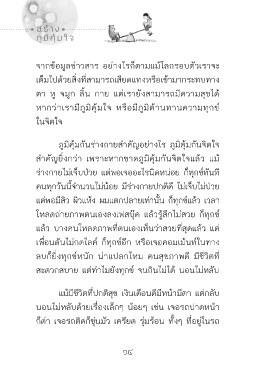 สร้าง
ภูมิคุ้มใจ
จากข้อมูลข่าวสาร อย่างไรก็ตามแม้โลกรอบตัวเราจะ
เต็มไปด้วยสิ่งที่สามารถเสียดแทงหรือเข้ามากระทบทาง
ตา หู จมูก ลิ้น กาย แต่เรายังสามารถมีความสุขได้
หากว่าเรามีภูมิคุ้มใจ หรือมีภูมิต้านทานความทุกข์
ในจิตใจ
ภูมิคุ้มกันร่างกายสำคัญอย่างไร ภูมิคุ้มกันจิตใจ
สำคัญยิ่งกว่า เพราะหากขาดภูมิคุ้มกันจิตใจแล้ว แม้
ร่างกายไม่เจ็บป่วย แต่พอเจออะไรนิดหน่อย ก็ทุกข์ทันที
คนทุกวันนี้จำนวนไม่น้อย มีร่างกายปกติดี ไม่เจ็บไม่ป่วย
แต่พอมีสิว ผิวแห้ง ผมแตกปลายเท่านั้น ก็ทุกข์แล้ว เวลา
โหลดถ่ายภาพตนเองลงเฟซบุ๊ค แล้วรู้สึกไม่สวย ก็ทุกข์
แล้ว บางคนโหลดภาพที่ตนเองเห็นว่าสวยที่สุดแล้ว แต่
เพื่อนดันไม่กดไลค์ ก็ทุกข์อีก หรือเจอคอมเม้นท์ในทาง
ลบก็ยิ่งทุกข์หนัก น่าแปลกไหม คนสุขภาพดี มีชีวิตที่
สะดวกสบาย แต่ทำไมยังทุกข์ จนกินไม่ได้ นอนไม่หลับ
แม้มีชีวิตที่ปกติสุข เงินเดือนดีมีหน้ามีตา แต่กลับ
นอนไม่หลับด้วยเรื่องเล็กๆ น้อยๆ เช่น เจอรถปาดหน้า
ก็ด่า เจอรถติดก็ขุ่นมัว เครียด รุ่มร้อน ทั้งๆ ที่อยู่ในรถ
๑๔